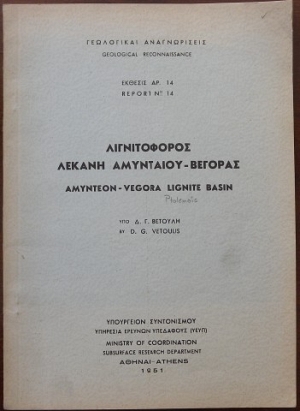 ΓΕΩΛΟΓΙΚΑΙ ΑΝΑΓΝΩΡΙΣΕΙΣ
GEOLOGICAL RECONNAISSANCE
ΕΚΘΕΣΙΣ ΑΡ. 14
REPORT Nº 14
ΛΙΓΝΙΤΟΦΟΡΟΣ
ΛΕΚΑΝΗ ΑΜΥΝΤΑΙΟΥ-ΒΕΓΟΡΑΣ
AMYNTEON-VEGORA LIGNITE BASIN
Ptolemais
ΥΠΟ Δ. Γ. ΒΕΤΟΥΛΗ
BY D. G. VETOULIS
ΥΠΟΥΡΓΕΙΟΝ ΣΥΝΤΟΝΙΣΜΟΥ
ΥΠΗΡΕΣΙΑ ΕΡΕΥΝΩΝ ΥΠΕΔΑΦΟΥΣ (ΥΕΥΠ)
MINISTRY OF COORDINATION
SUBSURFACE RESEARCH DEPARTMENT
ΑΘΗΝΑΙ-ATHENS
1951